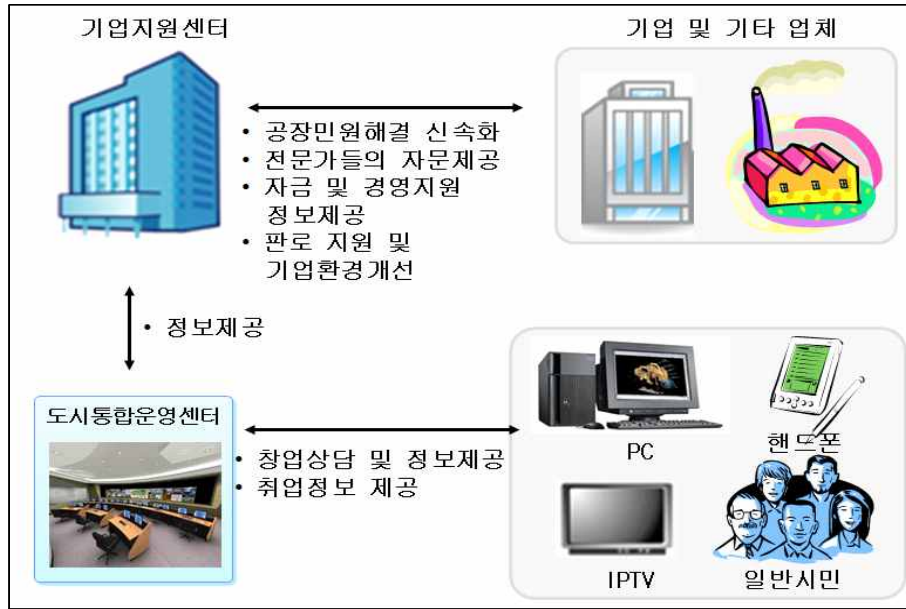 기업지원센터
기업 및 기타 업체
• 공장민원해결 신속화
• 전문가들의 자문제공
• 자금 및 경영지원
정보제공
• 판로 지원 및
기업환경개선
• 정보제공
도시통합운영센터
• 창업상담 및 정보제공
• 취업정보 제공
PC
핸드폰
IPTV
일반시민